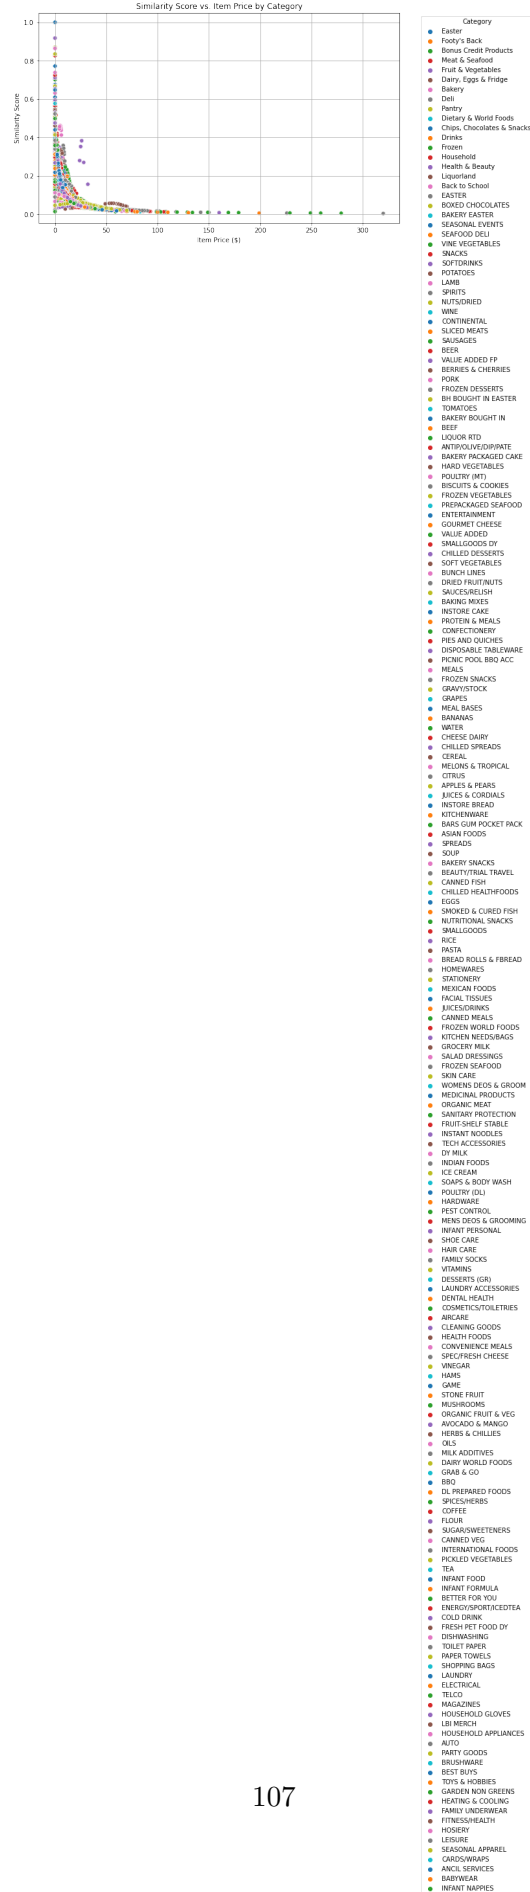 Similarity Score vs. Item Price by Category
Similarity Score
1.0
0.8
0.6
0.4
0.2
0.0
0
50
100
150
200
250
300
Item Price ($)
Category
Easter
Footy's Back
Bonus Credit Products
Meat & Seafood
Fruit & Vegetables
Dairy, Eggs & Fridge
Bakery
Deli
Pantry
Dietary & World Foods
Chips, Chocolates & Snacks
Drinks
Frozen
Household
Health & Beauty
Liquorland
Back to School
EASTER
BOXED CHOCOLATES
BAKERY EASTER
SEASONAL EVENTS
SEAFOOD DELI
VINE VEGETABLES
SNACKS
SOFTDRINKS
POTATOES
LAMB
SPIRITS
NUTS/DRIED
WINE
CONTINENTAL
SLICED MEATS
SAUSAGES
BEER
VALUE ADDED FP
BERRIES & CHERRIES
PORK
FROZEN DESSERTS
BH BOUGHT IN EASTER
TOMATOES
BAKERY BOUGHT IN
BEEF
LIQUOR RTD
ANTIP/OLIVE/DIP/PATE
BAKERY PACKAGED CAKE
HARD VEGETABLES
POULTRY (MT)
BISCUITS & COOKIES
FROZEN VEGETABLES
PREPACKAGED SEAFOOD
ENTERTAINMENT
GOURMET CHEESE
VALUE ADDED
SMALLGOODS DY
CHILLED DESSERTS
SOFT VEGETABLES
BUNCH LINES
DRIED FRUIT/NUTS
SAUCES/RELISH
BAKING MIXES
INSTORE CAKE
PROTEIN & MEALS
CONFECTIONERY
PIES AND QUICHES
DISPOSABLE TABLEWARE
PICNIC POOL BBQ ACC
MEALS
FROZEN SNACKS
GRAVY/STOCK
GRAPES
MEAL BASES
BANANAS
WATER
CHEESE DAIRY
CHILLED SPREADS
CEREAL
MELONS & TROPICAL
CITRUS
APPLES & PEARS
JUICES & CORDIALS
INSTORE BREAD
KITCHENWARE
BARS GUM POCKET PACK
ASIAN FOODS
SPREADS
SOUP
BAKERY SNACKS
BEAUTY/TRIAL TRAVEL
CANNED FISH
CHILLED HEALTHFOODS
EGGS
SMOKED & CURED FISH
NUTRITIONAL SNACKS
SMALLGOODS
RICE
PASTA
BREAD ROLLS & FBREAD
HOMEWARES
STATIONERY
MEXICAN FOODS
FACIAL TISSUES
JUICES/DRINKS
CANNED MEALS
FROZEN WORLD FOODS
KITCHEN NEEDS/BAGS
GROCERY MILK
SALAD DRESSINGS
FROZEN SEAFOOD
SKIN CARE
WOMENS DEOS & GROOM
MEDICINAL PRODUCTS
ORGANIC MEAT
SANITARY PROTECTION
FRUIT-SHELF STABLE
INSTANT NOODLES
TECH ACCESSORIES
DY MILK
INDIAN FOODS
ICE CREAM
SOAPS & BODY WASH
POULTRY (DL)
HARDWARE
PEST CONTROL
MENS DEOS & GROOMING
INFANT PERSONAL
SHOE CARE
HAIR CARE
FAMILY SOCKS
VITAMINS
DESSERTS (GR)
LAUNDRY ACCESSORIES
DENTAL HEALTH
COSMETICS/TOILETRIES
AIRCARE
CLEANING GOODS
HEALTH FOODS
CONVENIENCE MEALS
SPEC/FRESH CHEESE
VINEGAR
HAMS
GAME
STONE FRUIT
MUSHROOMS
ORGANIC FRUIT & VEG
AVOCADO & MANGO
HERBS & CHILLIES
OILS
MILK ADDITIVES
DAIRY WORLD FOODS
GRAB & GO
BBQ
DL PREPARED FOODS
SPICES/HERBS
COFFEE
FLOUR
SUGAR/SWEETENERS
CANNED VEG
INTERNATIONAL FOODS
PICKLED VEGETABLES
TEA
INFANT FOOD
INFANT FORMULA
BETTER FOR YOU
ENERGY/SPORT/ICEDTEA
COLD DRINK
FRESH PET FOOD DY
DISHWASHING
TOILET PAPER
PAPER TOWELS
SHOPPING BAGS
LAUNDRY
ELECTRICAL
TELCO
MAGAZINES
HOUSEHOLD GLOVES
LBI MERCH
HOUSEHOLD APPLIANCES
AUTO
PARTY GOODS
BRUSHWARE
BEST BUYS
TOYS & HOBBIES
GARDEN NON GREENS
HEATING & COOLING
FAMILY UNDERWEAR
FITNESS/HEALTH
HOSIERY
LEISURE
SEASONAL APPAREL
CARDS/WRAPS
ANCIL SERVICES
BABYWEAR
INFANT NAPPIES
107